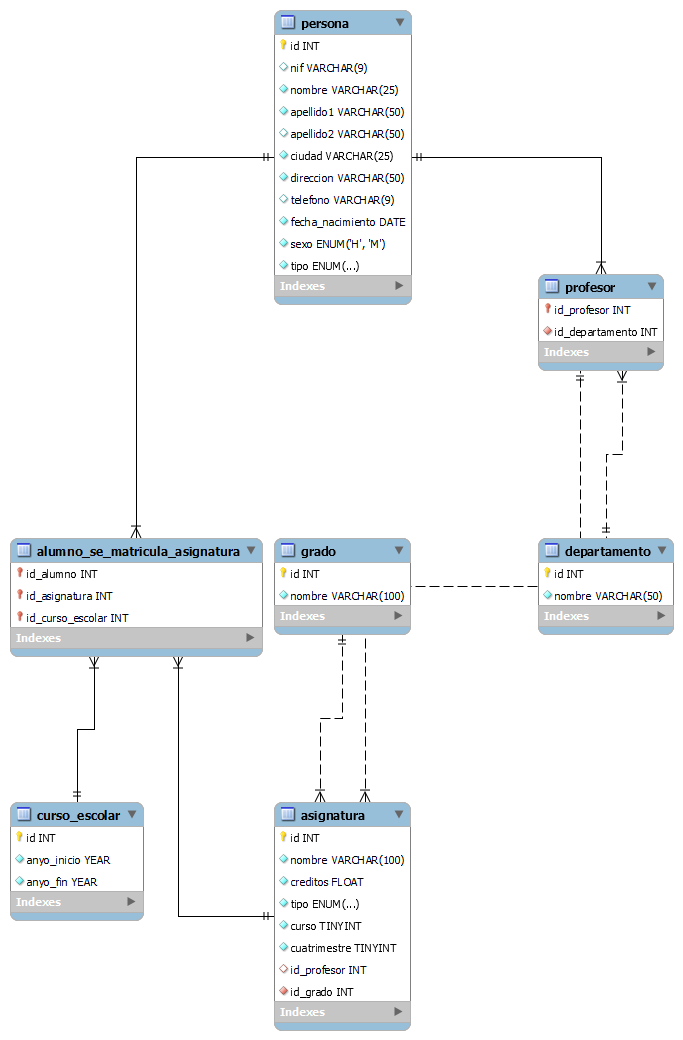 persona
id INT
nif VARCHAR(9)
nombre VARCHAR(25)
apellido1 VARCHAR(50)
apellido2 VARCHAR(50)
ciudad VARCHAR(25)
direccion VARCHAR(50)
telefono VARCHAR(9)
fecha_nacimiento DATE
sexo ENUM('H', 'M')
tipo ENUM(...)
Indexes
profesor
id_profesor INT
id_departamento INT
Indexes
alumno_se_matricula_asignatura
id_alumno INT
id_asignatura INT
id_curso_escolar INT
Indexes
grado
id INT
nombre VARCHAR(100)
Indexes
departamento
id INT
nombre VARCHAR(50)
Indexes
curso_escolar
id INT
anyo_inicio YEAR
anyo_fin YEAR
Indexes
asignatura
id INT
nombre VARCHAR(100)
creditos FLOAT
tipo ENUM(...)
curso TINYINT
cuatrimestre TINYINT
id_profesor INT
id_grado INT
Indexes